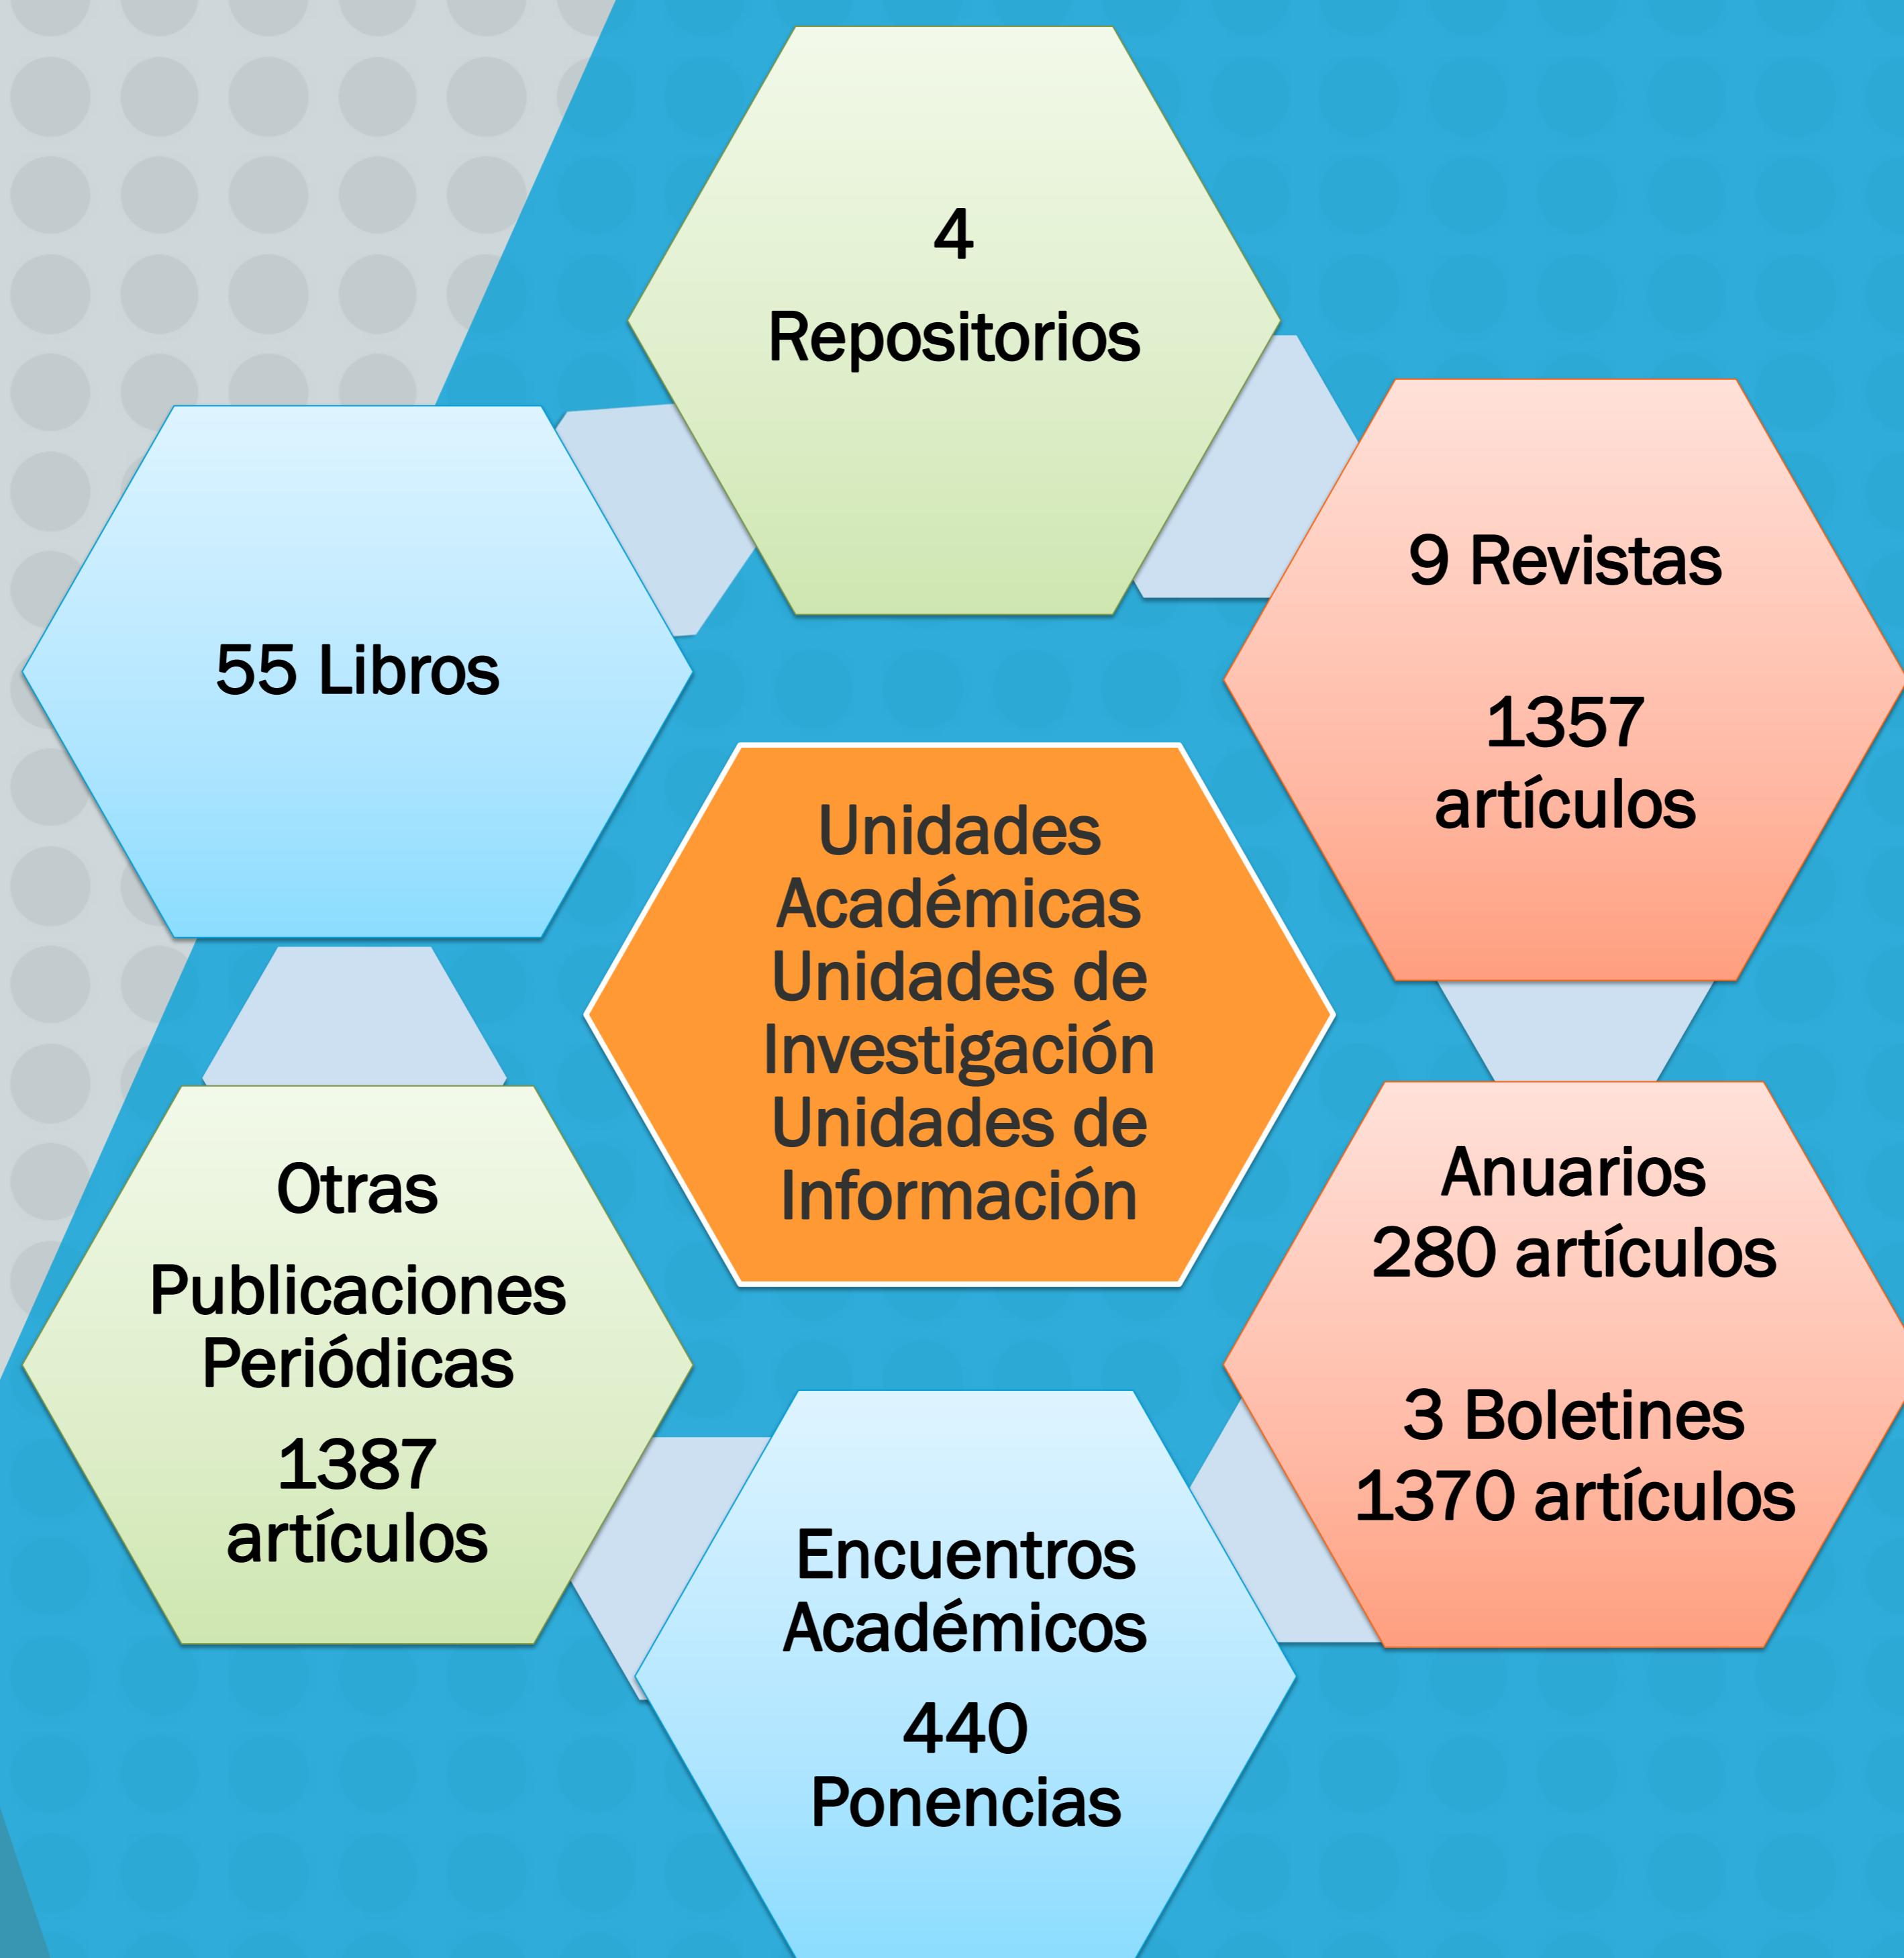 4
Repositorios
9 Revistas
1357
artículos
55 Libros
Unidades
Académicas
Unidades de
Investigación
Unidades de
Información
Anuarios
280 artículos
3 Boletines
1370 artículos
Otras
Publicaciones
Periódicas
1387
artículos
Encuentros
Académicos
440
Ponencias